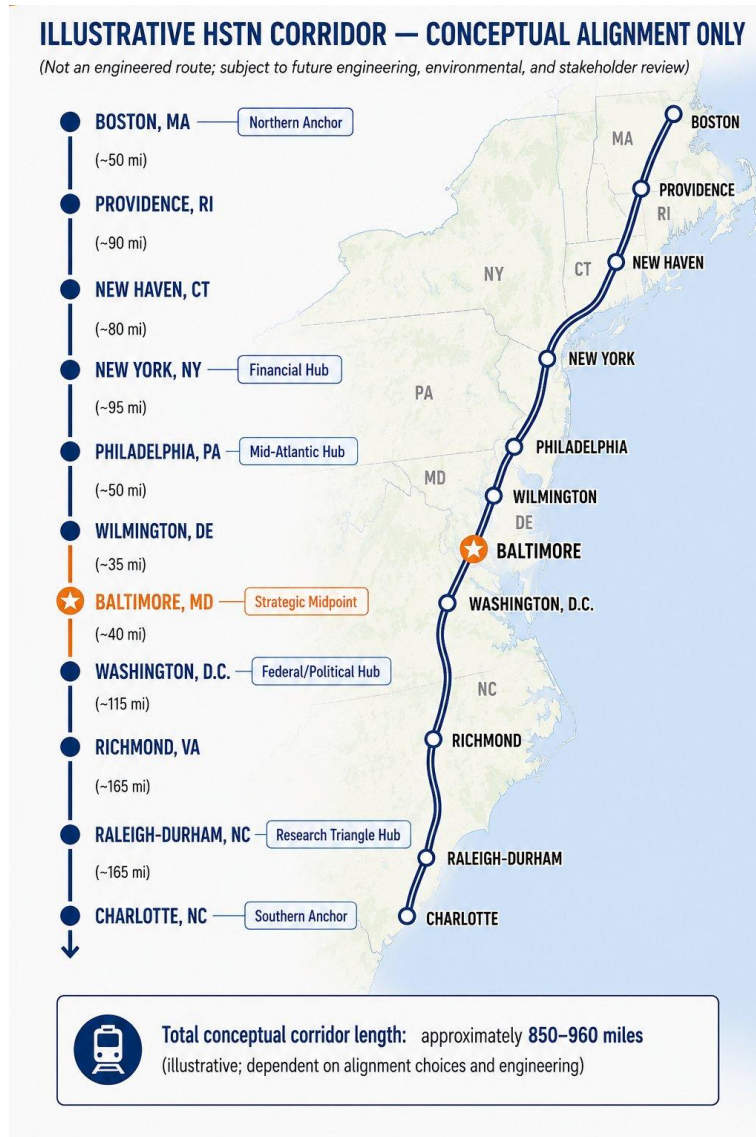 ILLUSTRATIVE HSTN CORRIDOR — CONCEPTUAL ALIGNMENT ONLY
(Not an engineered route; subject to future engineering, environmental, and stakeholder review)
BOSTON, MA
Northern Anchor
(~50 mi)
PROVIDENCE, RI
(~90 mi)
NEW HAVEN, CT
(~80 mi)
NEW YORK, NY
Financial Hub
(~95 mi)
PHILADELPHIA, PA
Mid-Atlantic Hub
(~50 mi)
WILMINGTON, DE
(~35 mi)
BALTIMORE, MD
Strategic Midpoint
(~40 mi)
WASHINGTON, D.C.
Federal/Political Hub
(~115 mi)
RICHMOND, VA
(~165 mi)
RALEIGH-DURHAM, NC
Research Triangle Hub
(~165 mi)
CHARLOTTE, NC
Southern Anchor
BOSTON
MA
PROVIDENCE
RI
NEW HAVEN
CT
NY
NEW YORK
PA
PHILADELPHIA
MD
WILMINGTON
DE
BALTIMORE
WASHINGTON, D.C.
NC
RICHMOND
RALEIGH-DURHAM
CHARLOTTE
Total conceptual corridor length: approximately 850–960 miles
(illustrative; dependent on alignment choices and engineering)